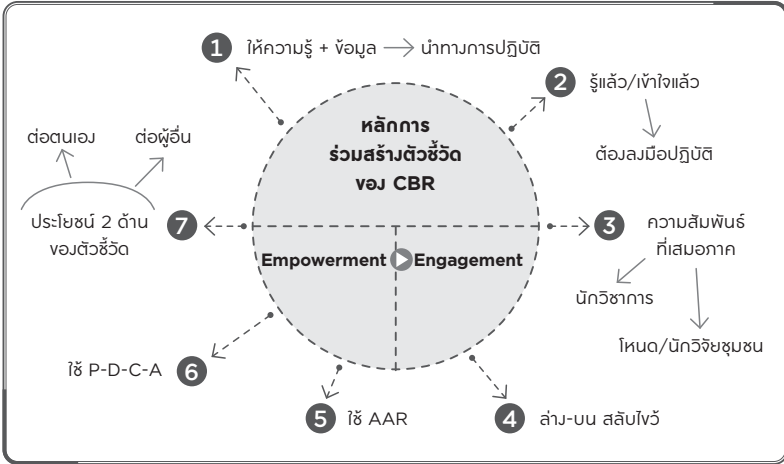 หลักการ
ร่วมสร้างตัวชี้วัด
ของ CBR
Empowerment Engagement
1 ให้ความรู้ + ข้อมูล → นำทางการปฏิบัติ
2 รู้แล้ว/เข้าใจแล้ว
ต้องลงมือปฏิบัติ
3 ความสัมพันธ์
ที่เสมอภาค
นักวิชาการ
โหนด/นักวิจัยชุมชน
4 ล่าง-บน สลับไขว้
5 ใช้ AAR
6 ใช้ P-D-C-A
7 ประโยชน์ 2 ด้าน
ของตัวชี้วัด
ต่อตนเอง
ต่อผู้อื่น